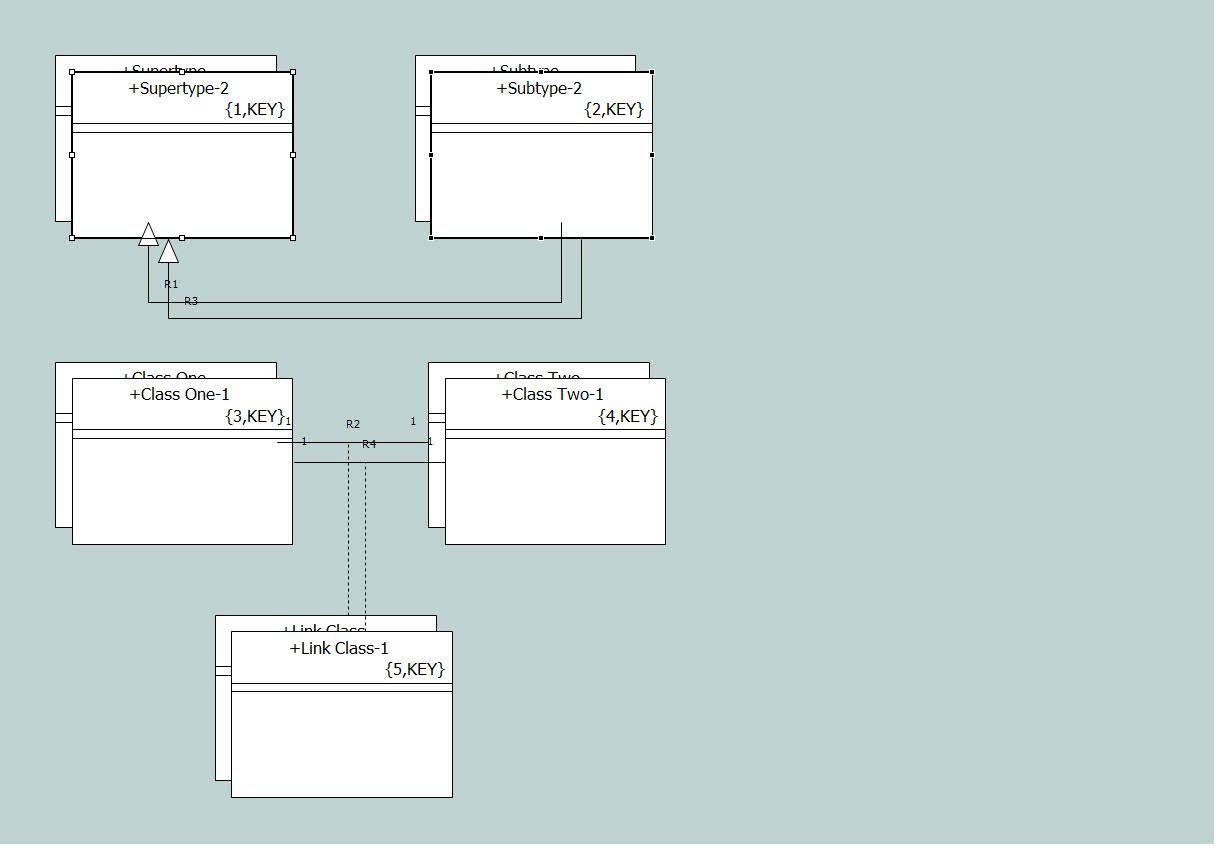 +Supertype
+Subtype
+Supertype-2
+Subtype-2
{1,KEY}
{2,KEY}
R1
R3
+Class One
+Class Two
+Class One-1
+Class Two-1
{3,KEY}
1
R2
1
{4,KEY}
1
R4
1
+Link Class
+Link Class-1
{5,KEY}